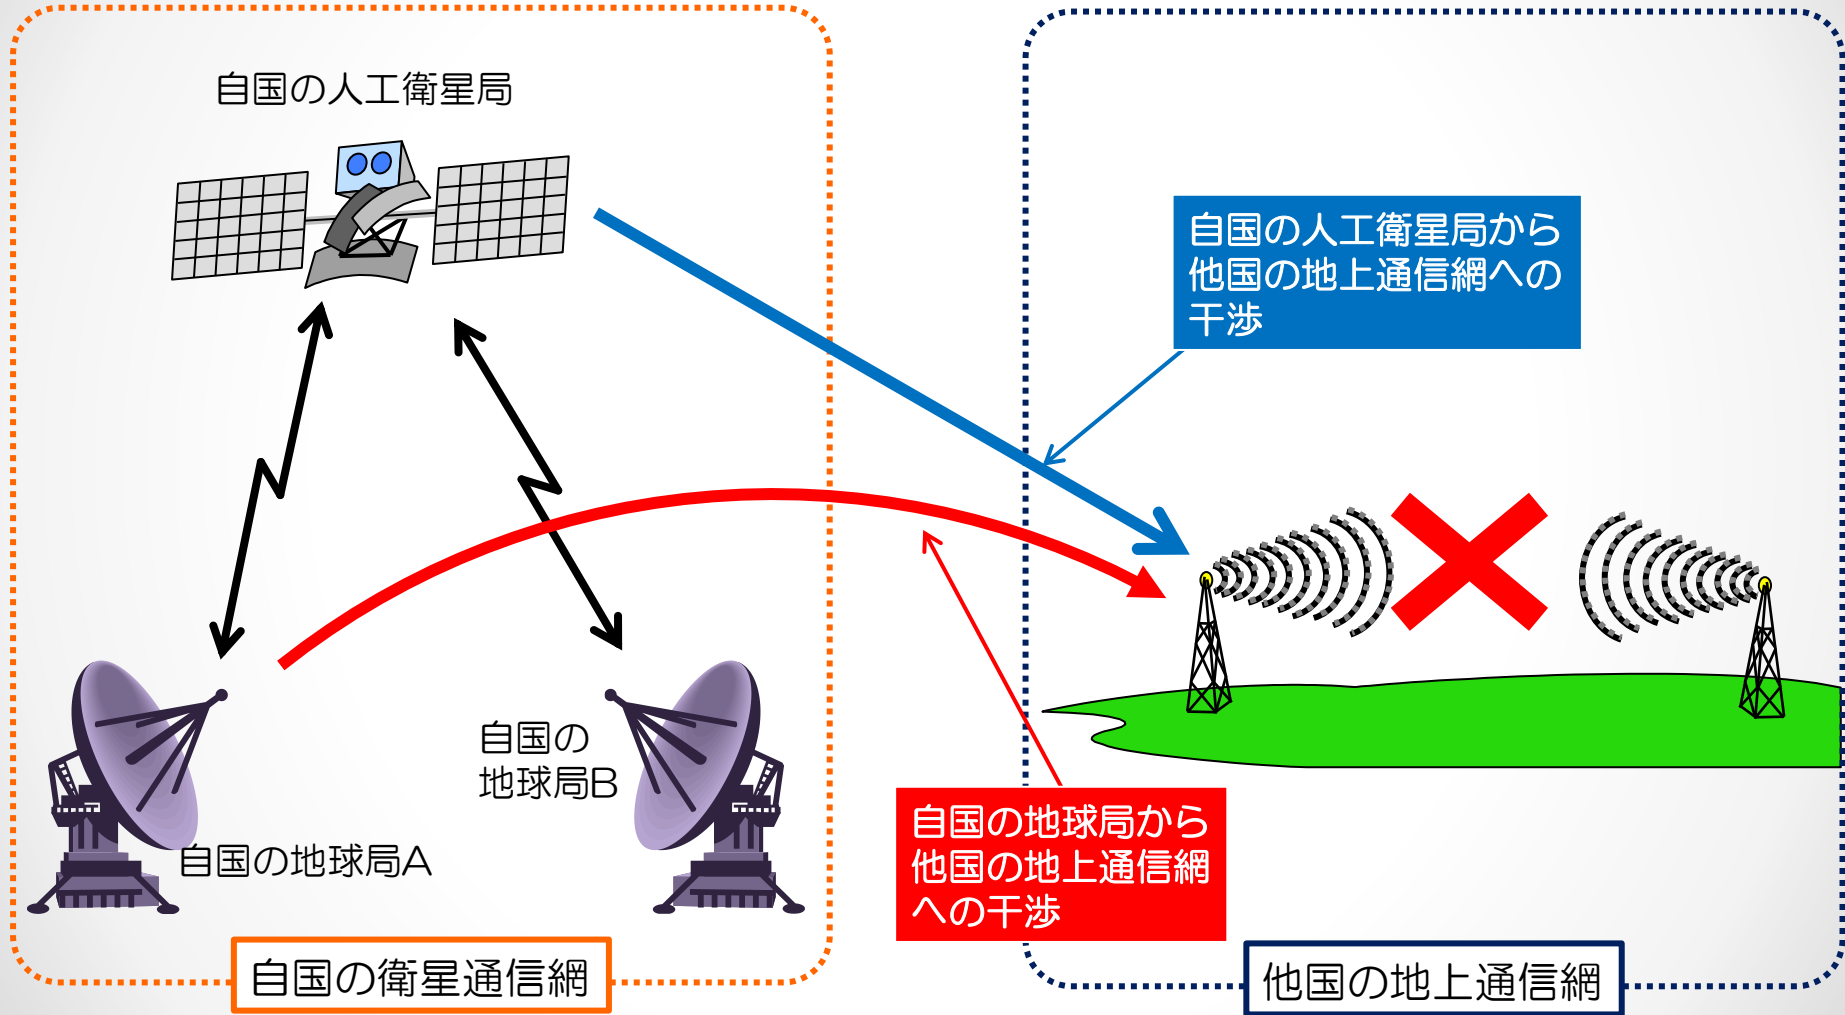 自国の人工衛星局
自国の人工衛星局から
他国の地上通信網への
干渉
自国の
地球局B
自国の地球局A
自国の地球局から
他国の地上通信網
への干渉
自国の衛星通信網
他国の地上通信網